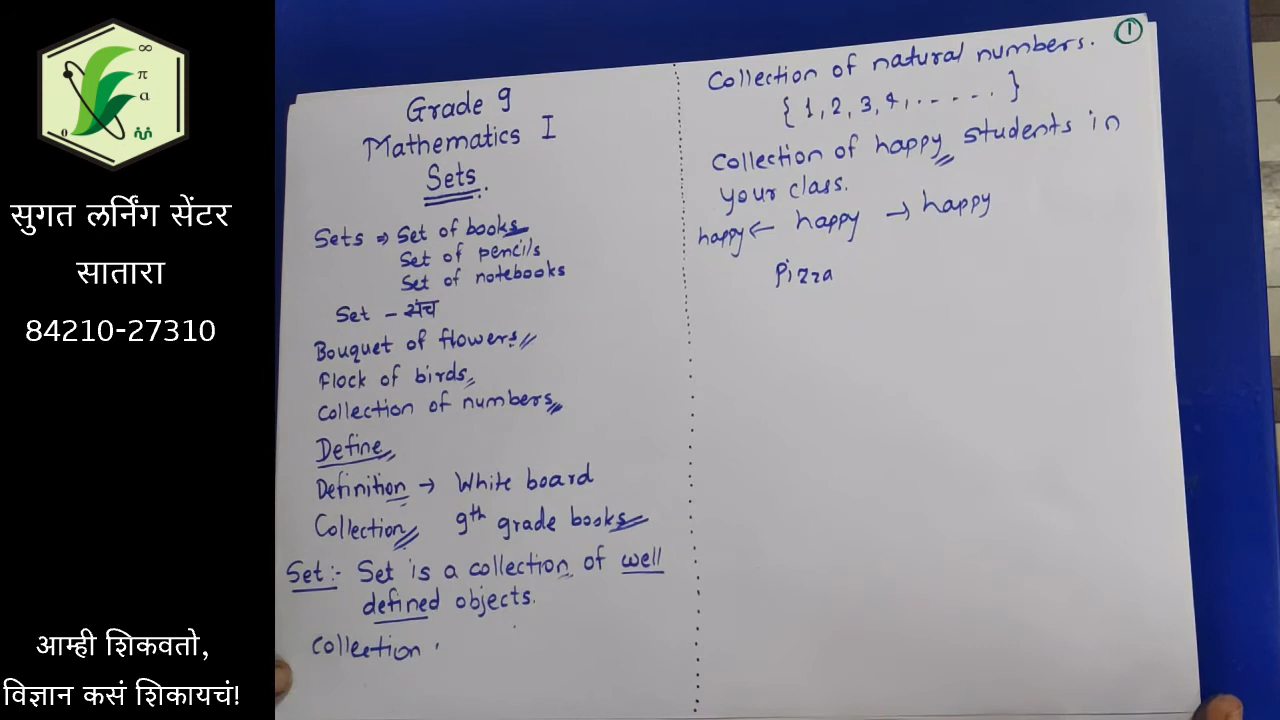 ∞
π
a
सुगत लर्निंग सेंटर
सातारा
84210-27310
आम्ही शिकवतो,
विज्ञान कसं शिकायचं!
Grade 9
Mathematics I
Sets.
Sets ⇒ Set of books
Set of pencils
Set of notebooks
Set – संच
Bouquet of flowers
Flock of birds
Collection of numbers
Define
Definition → White board
Collection 9th grade books
Set:- Set is a collection of well
defined objects.
Collection
1
Collection of natural numbers.
{ 1, 2, 3, 4, ..... }
Collection of happy students in
your class.
happy ← happy → happy
Pizza